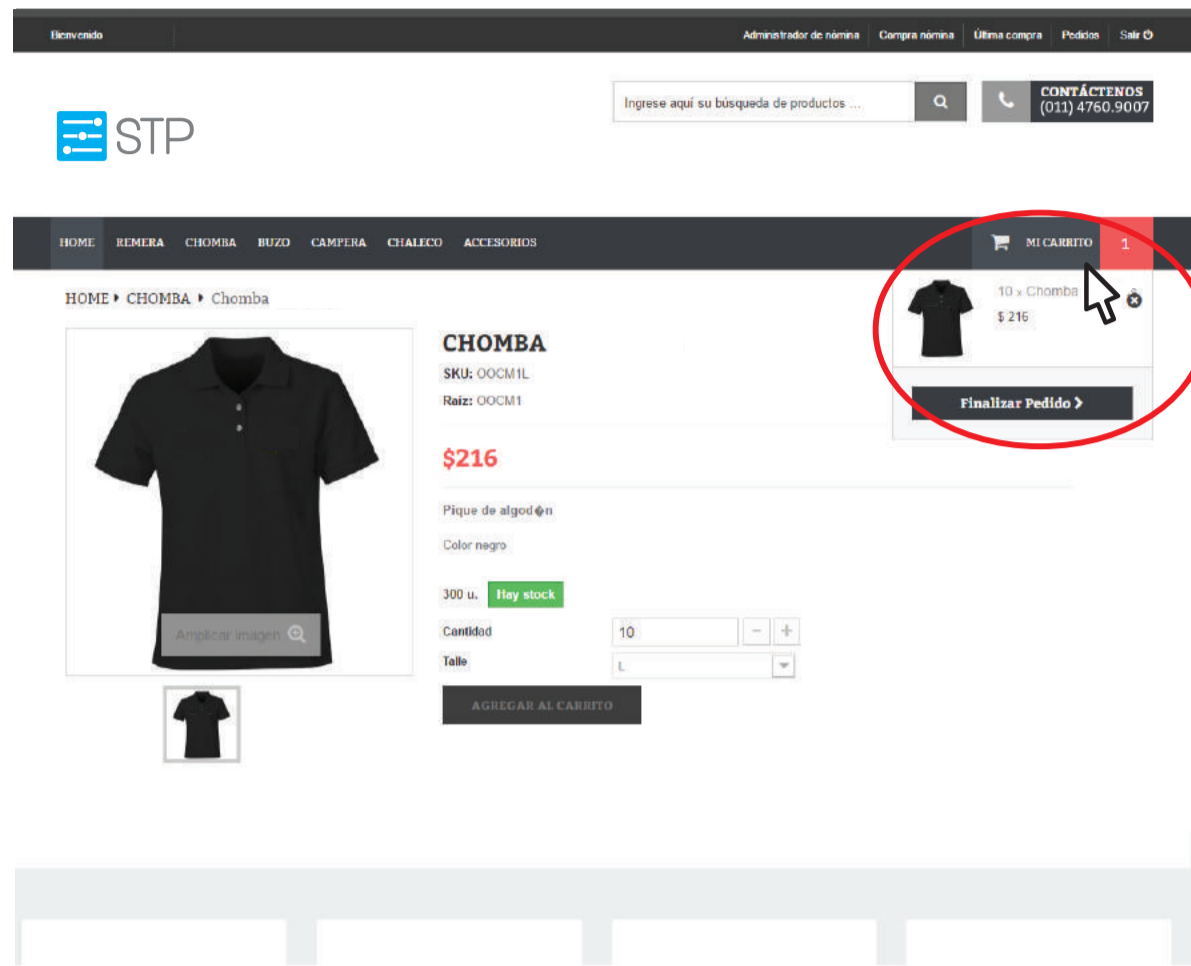 Bienvenido
Administrador de nómina Compra nómina Última compra Pedidos Salir
Ingrese aquí su búsqueda de productos ...
CONTÁCTENOS
(011) 4760.9007
STP
HOME REMERA CHOMBA BUZO CAMPERA CHALECO ACCESORIOS
MI CARRITO 1
HOME CHOMBA Chomba
10 x Chomba
$ 216
Finalizar Pedido
CHOMBA
SKU: OOCM1L
Raiz: OOCM1
$216
Pique de algod�n
Color negro
300 u. Hay stock
Cantidad 10 - +
Talle L
Amplicar imagen
AGREGAR AL CARRITO